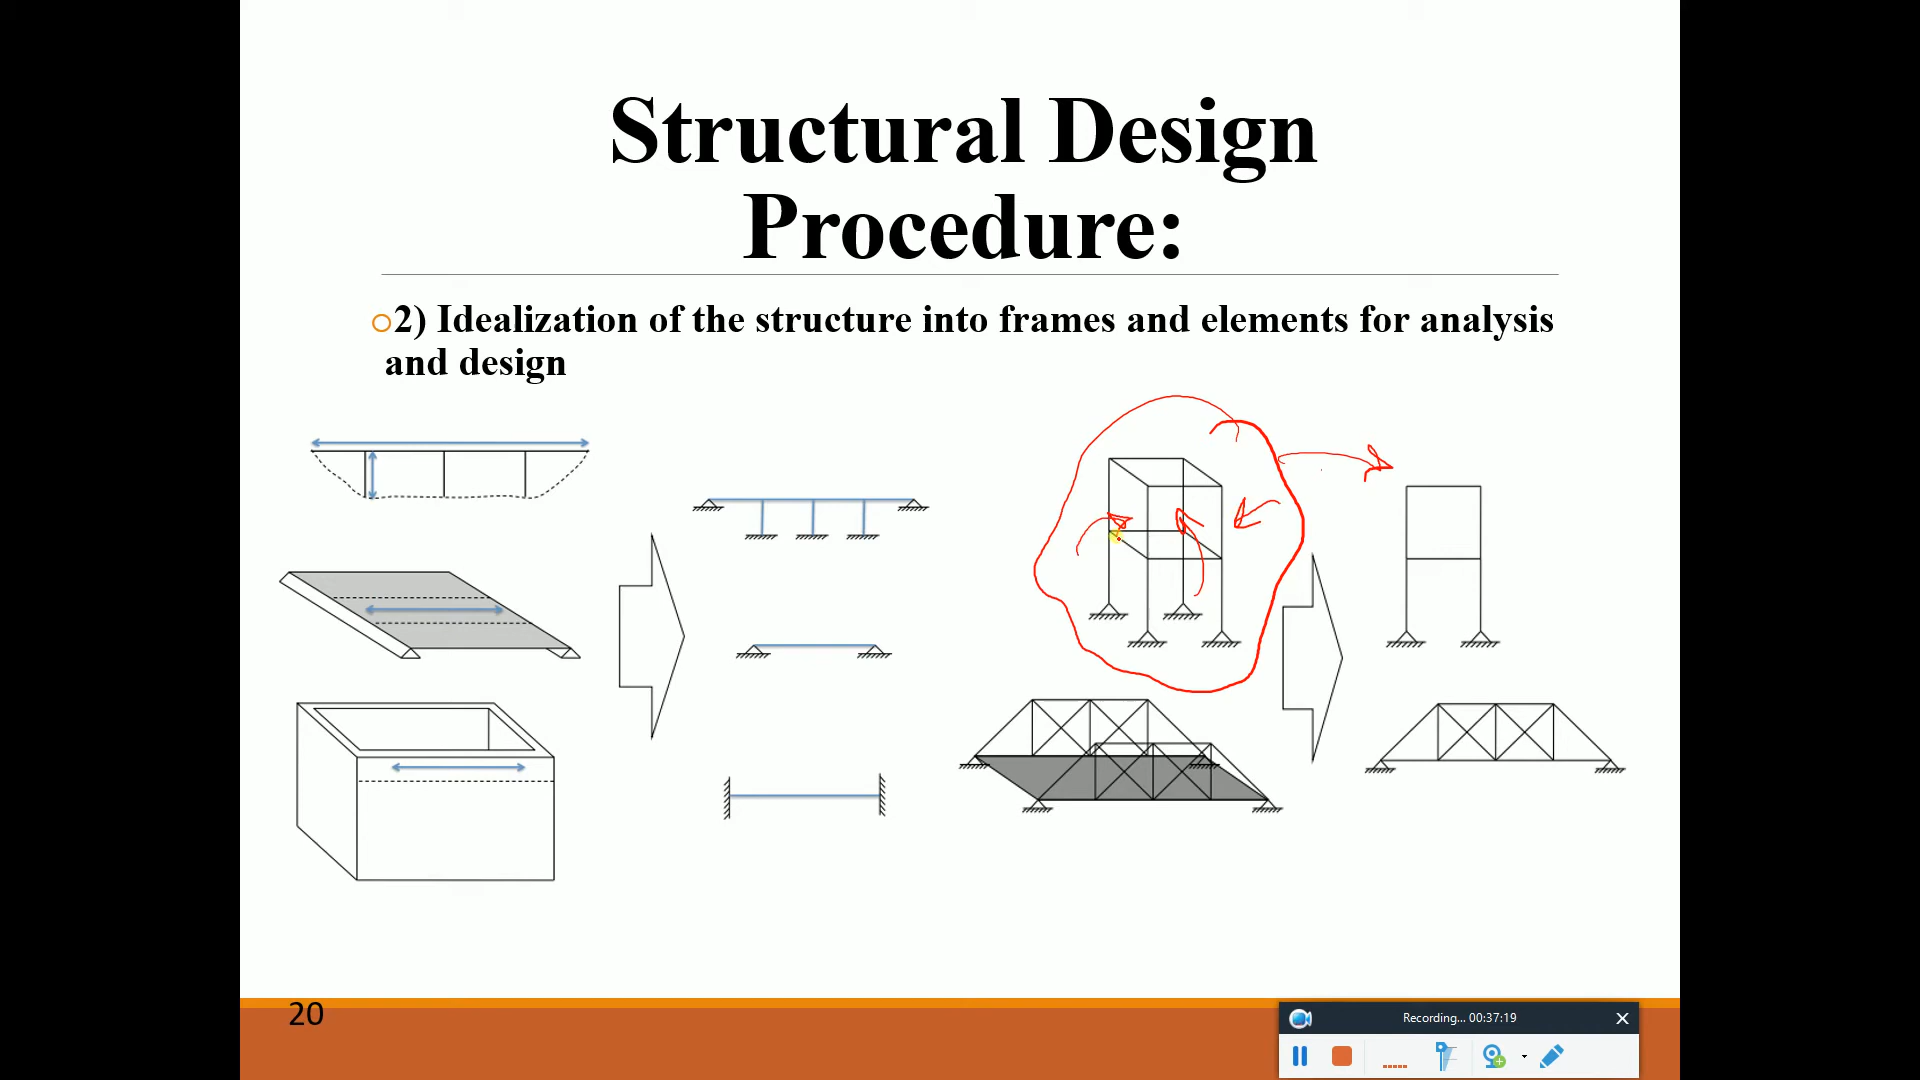 Structural Design
Procedure:
2) Idealization of the structure into frames and elements for analysis
and design
20
Recording... 00:37:19